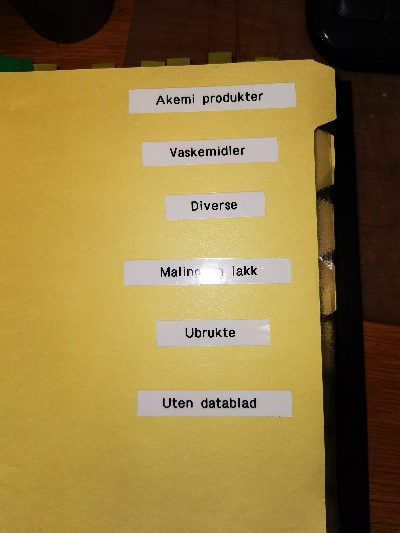 Akemi produkter
Vaskemidler
Diverse
Maling lakk
Ubrukte
Uten datablad